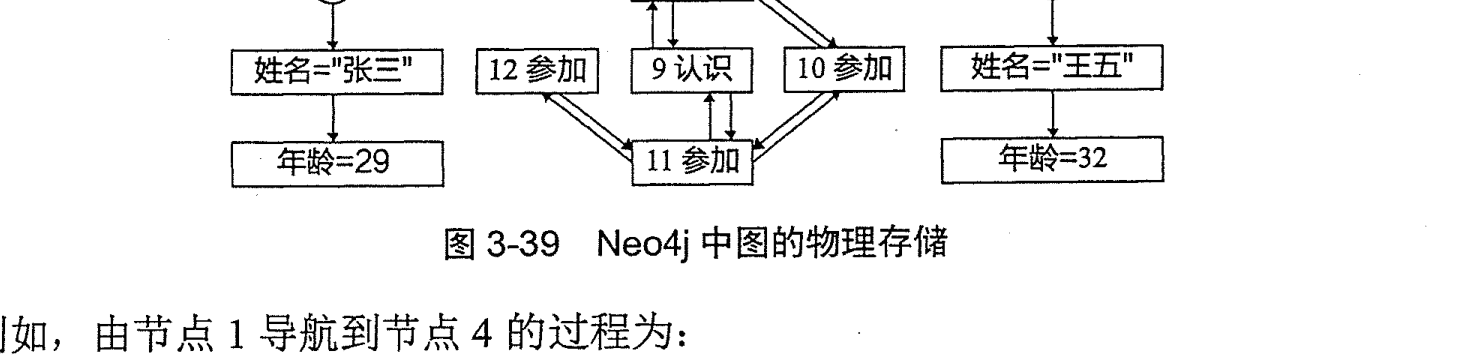 姓名="张三"
12 参加
9 认识
10 参加
姓名="王五"
年龄=29
11 参加
年龄=32
图 3-39 Neo4j 中图的物理存储
如，由节点 1 导航到节点 4 的过程为：